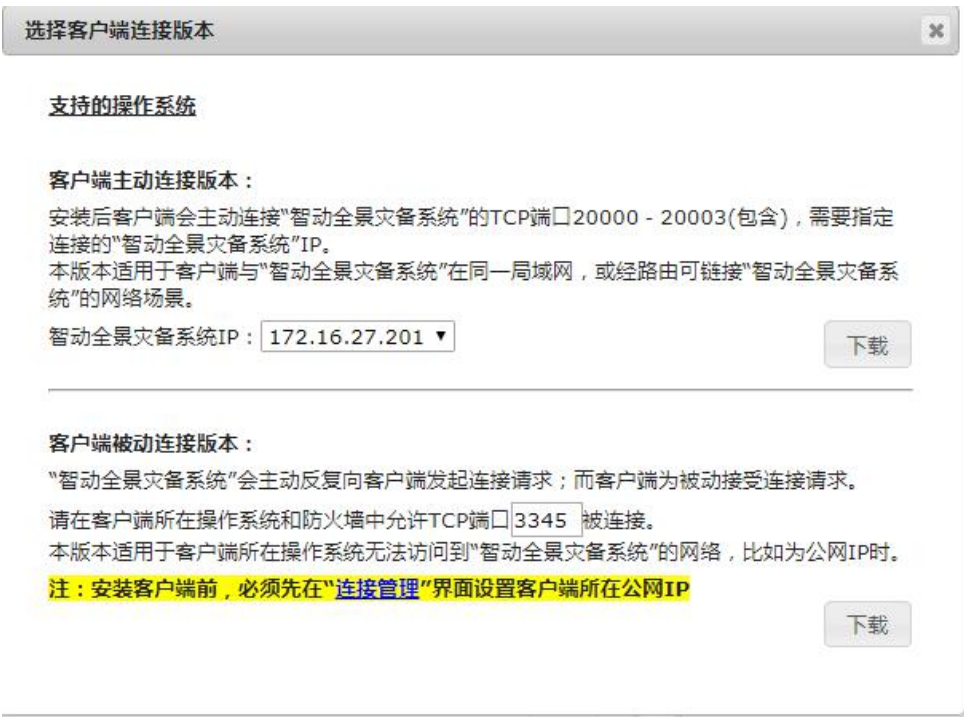 选择客户端连接版本
支持的操作系统
客户端主动连接版本：
安装后客户端会主动连接“智动全景灾备系统”的TCP端口20000 - 20003(包含)，需要指定
连接的“智动全景灾备系统”IP。
本版本适用于客户端与“智动全景灾备系统”在同一局域网，或经路由可链接“智动全景灾备系
统”的网络场景。
智动全景灾备系统IP：172.16.27.201
下载
客户端被动连接版本：
“智动全景灾备系统”会主动反复向客户端发起连接请求；而客户端为被动接受连接请求。
请在客户端所在操作系统和防火墙中允许TCP端口3345 被连接。
本版本适用于客户端所在操作系统无法访问到“智动全景灾备系统”的网络，比如为公网IP时。
注：安装客户端前，必须先在“连接管理”界面设置客户端所在公网IP
下载